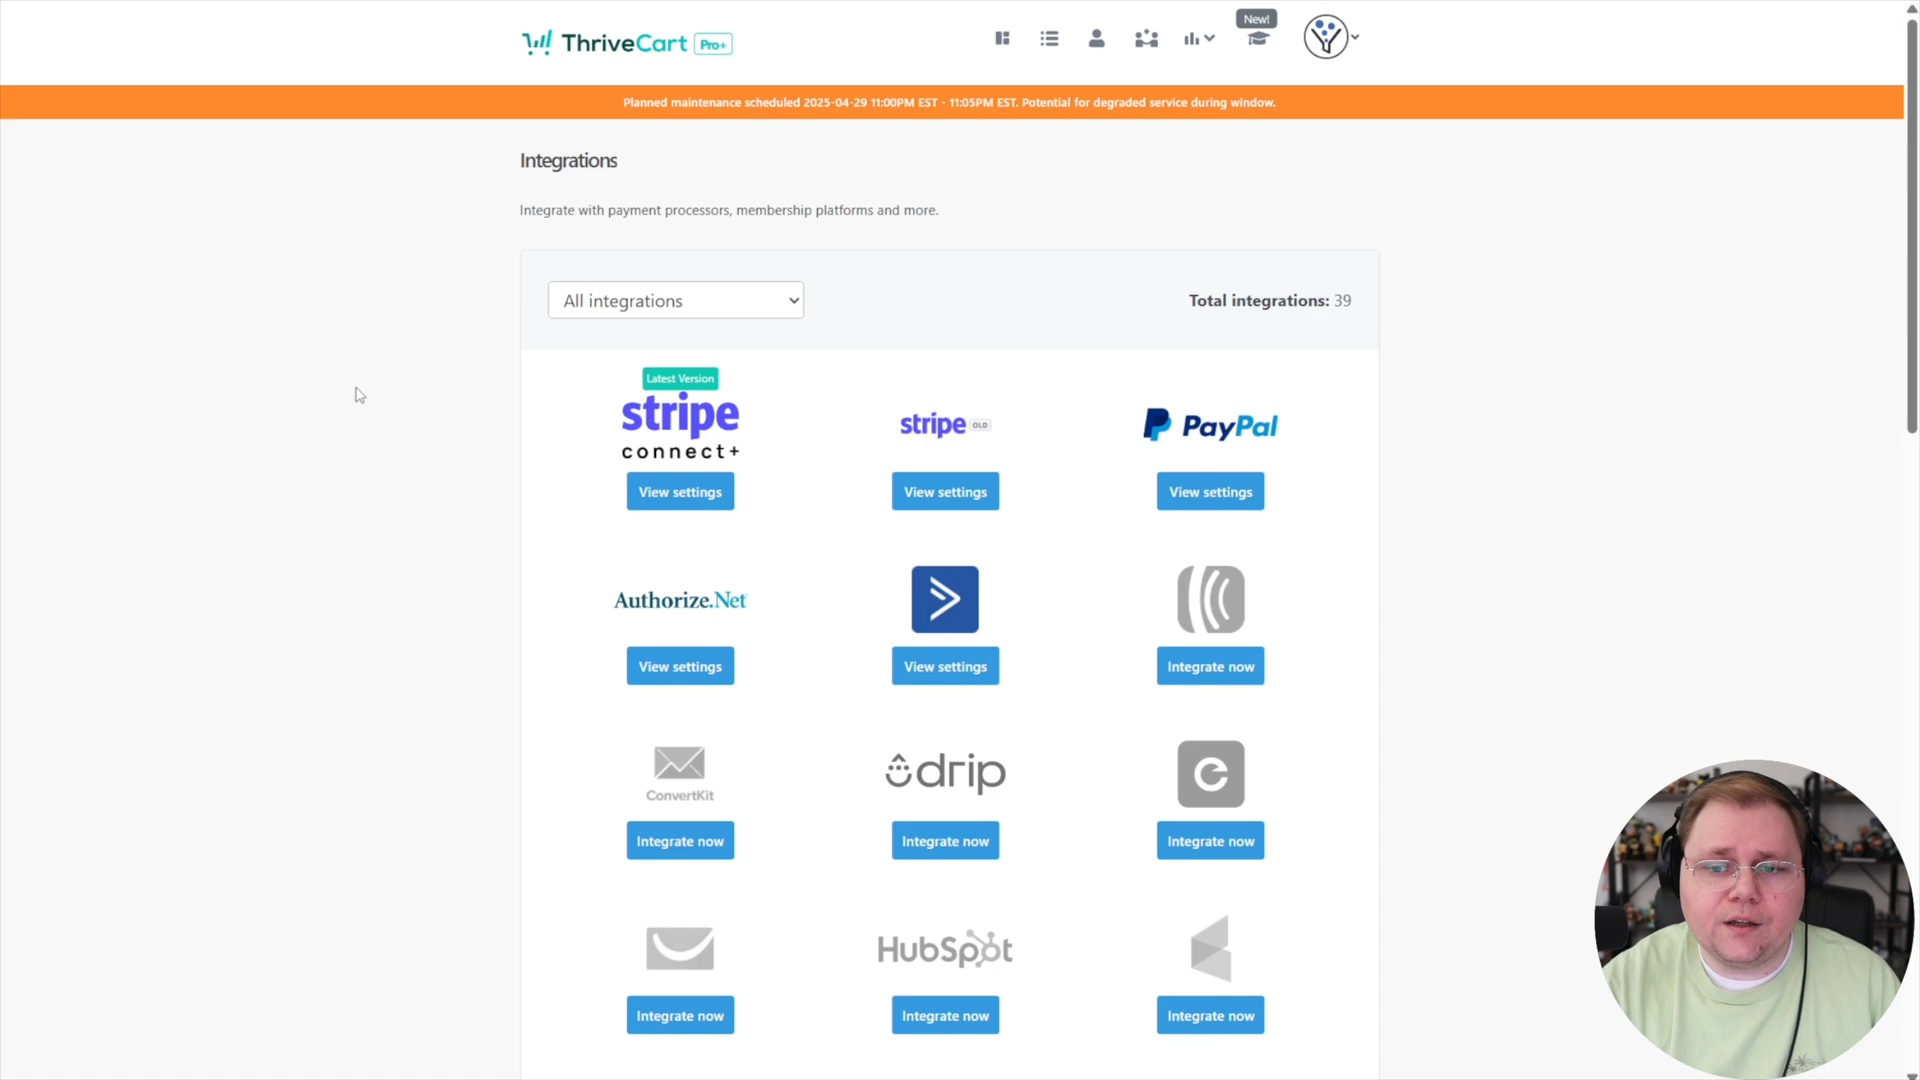 ThriveCart Pro+
New!
Planned maintenance scheduled 2025-04-29 11:00PM EST - 11:05PM EST. Potential for degraded service during window.
Integrations
Integrate with payment processors, membership platforms and more.
All integrations
Total integrations: 39
Latest Version
stripe
connect+
stripe OLD
PayPal
View settings
View settings
View settings
Authorize.Net
View settings
View settings
Integrate now
ConvertKit
drip
e
Integrate now
Integrate now
Integrate now
HubSpot
Integrate now
Integrate now
Integrate now